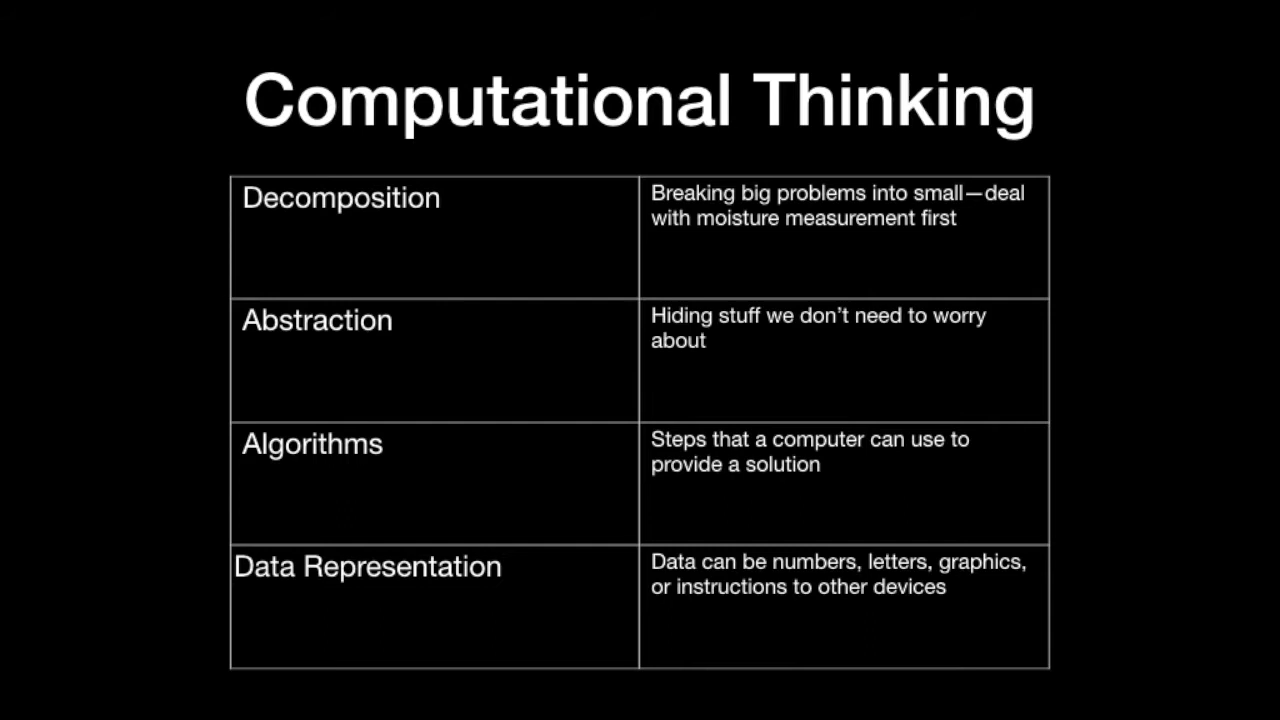 Computational Thinking
Decomposition
Breaking big problems into small—deal
with moisture measurement first
Abstraction
Hiding stuff we don’t need to worry
about
Algorithms
Steps that a computer can use to
provide a solution
Data Representation
Data can be numbers, letters, graphics,
or instructions to other devices